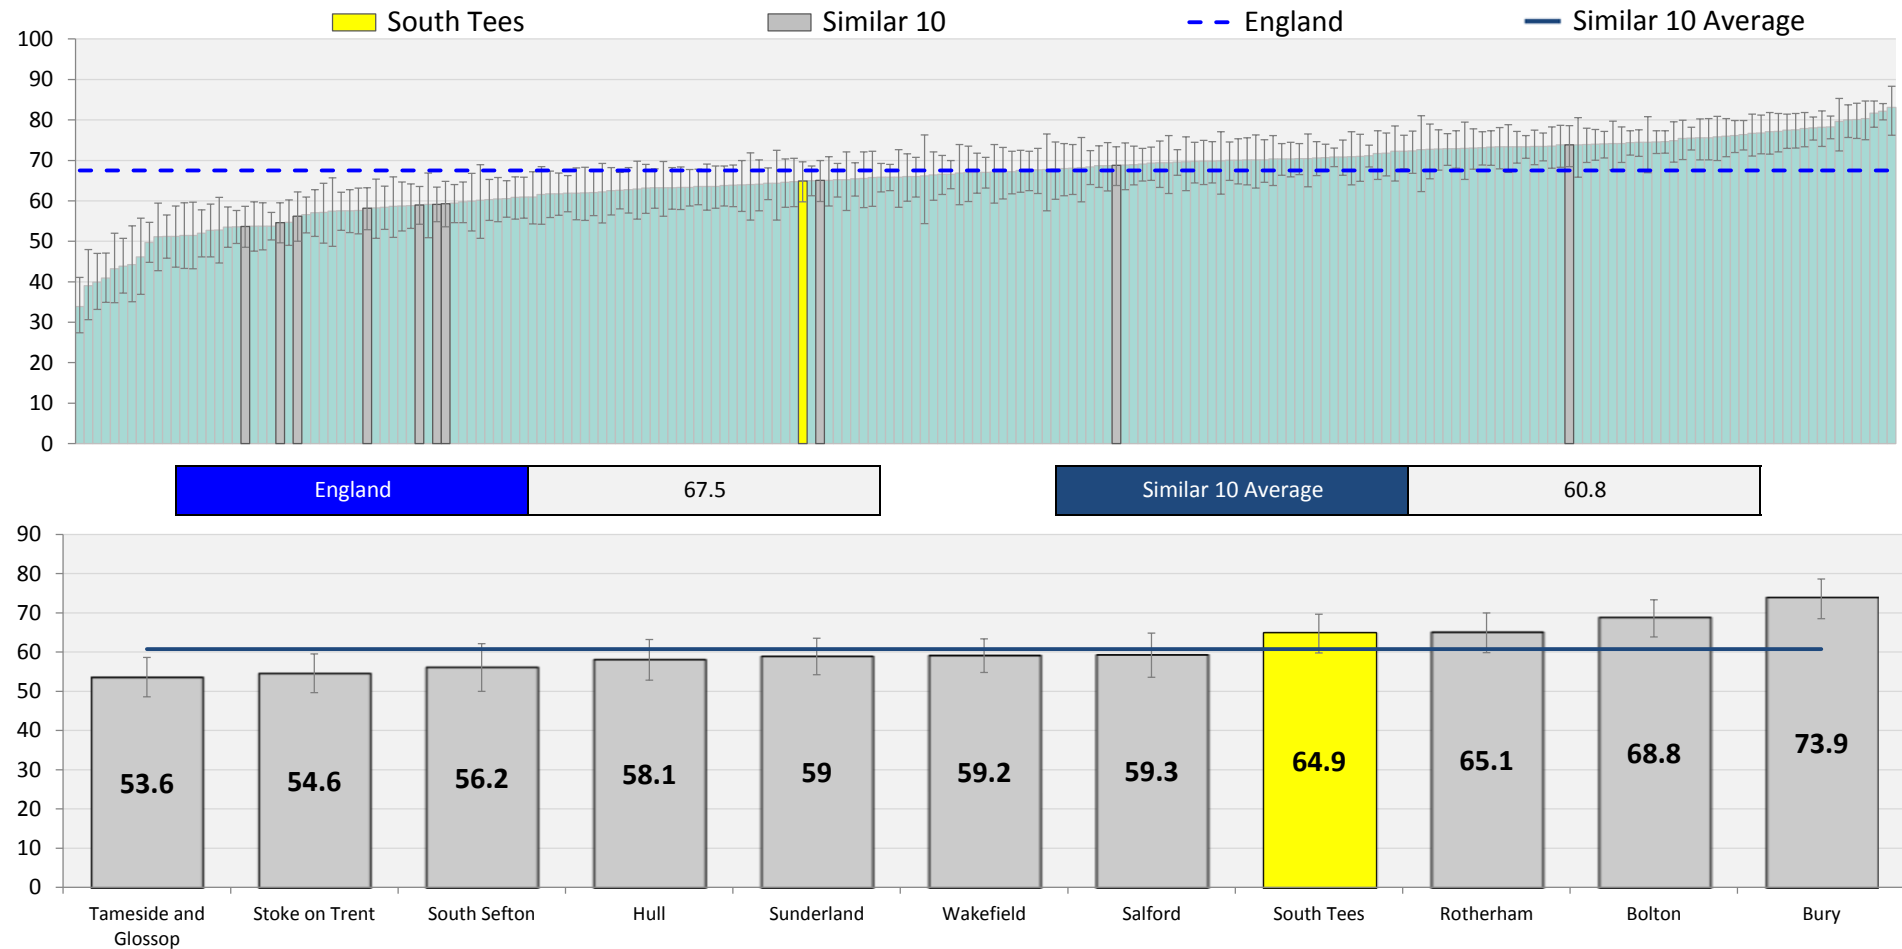 South Tees
Similar 10
England
Similar 10 Average
100
90
80
70
60
50
40
30
20
10
0
England 67.5
Similar 10 Average 60.8
90
80
70
60
50
40
30
20
10
0
53.6 54.6 56.2 58.1 59 59.2 59.3 64.9 65.1 68.8 73.9
Tameside and Glossop
Stoke on Trent
South Sefton
Hull
Sunderland
Wakefield
Salford
South Tees
Rotherham
Bolton
Bury